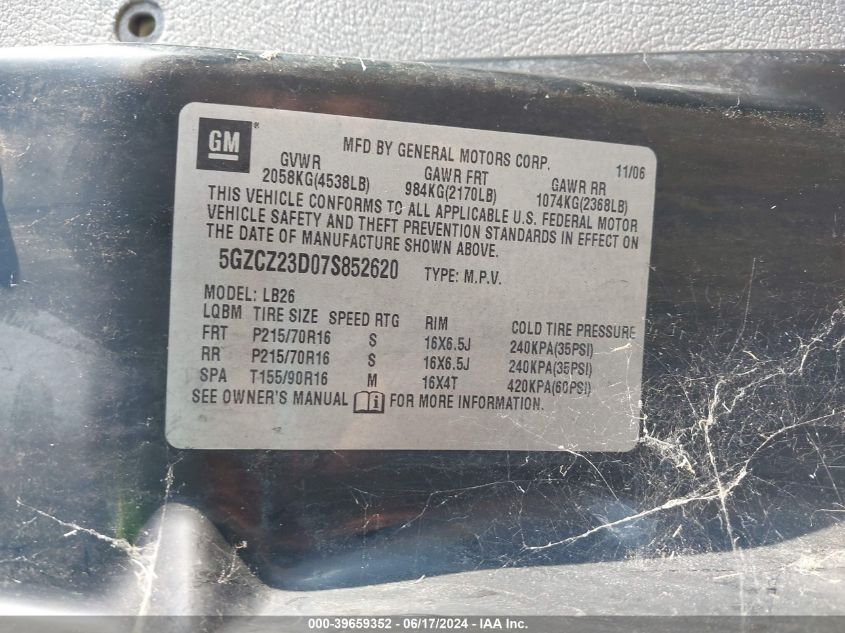 GM®
MFD BY GENERAL MOTORS CORP. 11/06
GVWR GAWR FRT GAWR RR
2058KG(4538LB) 984KG(2170LB) 1074KG(2368LB)
THIS VEHICLE CONFORMS TO ALL APPLICABLE U.S. FEDERAL MOTOR
VEHICLE SAFETY AND THEFT PREVENTION STANDARDS IN EFFECT ON
THE DATE OF MANUFACTURE SHOWN ABOVE.
5GZCZ23D07S852620 TYPE: M.P.V.
MODEL: LB26
LQBM TIRE SIZE SPEED RTG RIM COLD TIRE PRESSURE
FRT P215/70R16 S 16X6.5J 240KPA(35PSI)
RR P215/70R16 S 16X6.5J 240KPA(35PSI)
SPA T155/90R16 M 16X4T 420KPA(60PSI)
SEE OWNER'S MANUAL FOR MORE INFORMATION.
000-39659352 - 06/17/2024 - IAA Inc.